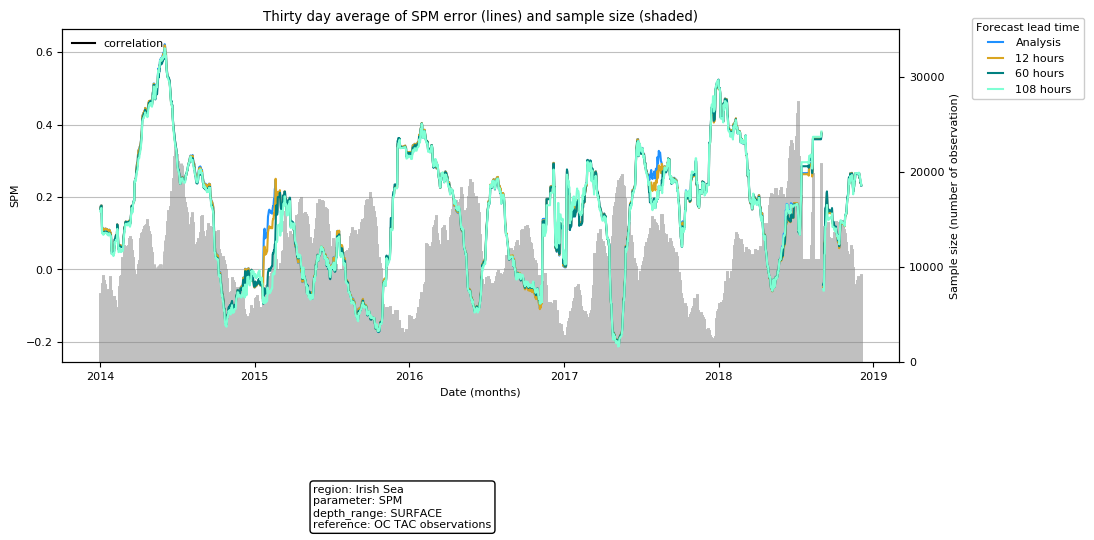 Thirty day average of SPM error (lines) and sample size (shaded)
correlation
Forecast lead time
Analysis
12 hours
60 hours
108 hours
0.6
0.4
0.2
0.0
−0.2
SPM
30000
20000
10000
0
Sample size (number of observation)
2014 2015 2016 2017 2018 2019
Date (months)
region: Irish Sea
parameter: SPM
depth_range: SURFACE
reference: OC TAC observations